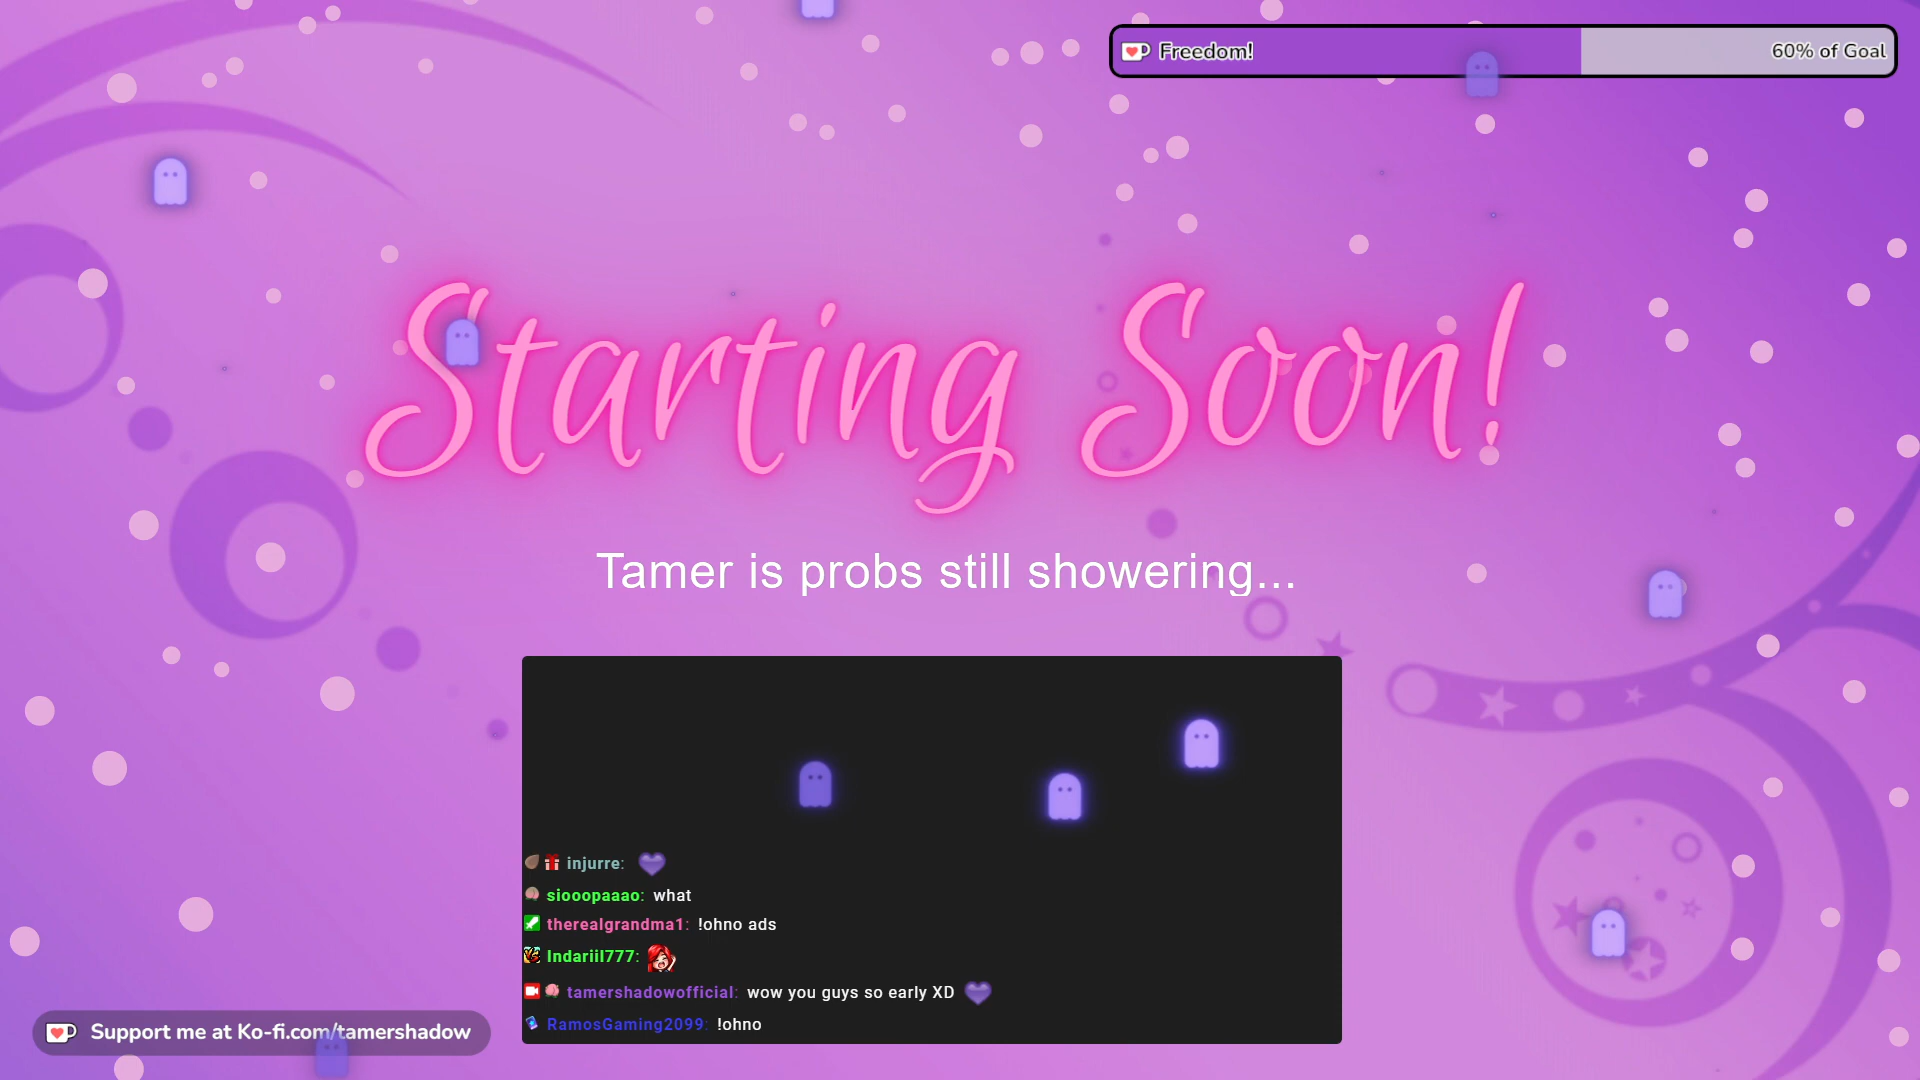 Freedom!
60% of Goal
Starting Soon!
Tamer is probs still showering...
injurre:
siooopaaao: what
therealgrandma1: !ohno ads
Indariil777:
tamershadowofficial: wow you guys so early XD
RamosGaming2099: !ohno
Support me at Ko-fi.com/tamershadow